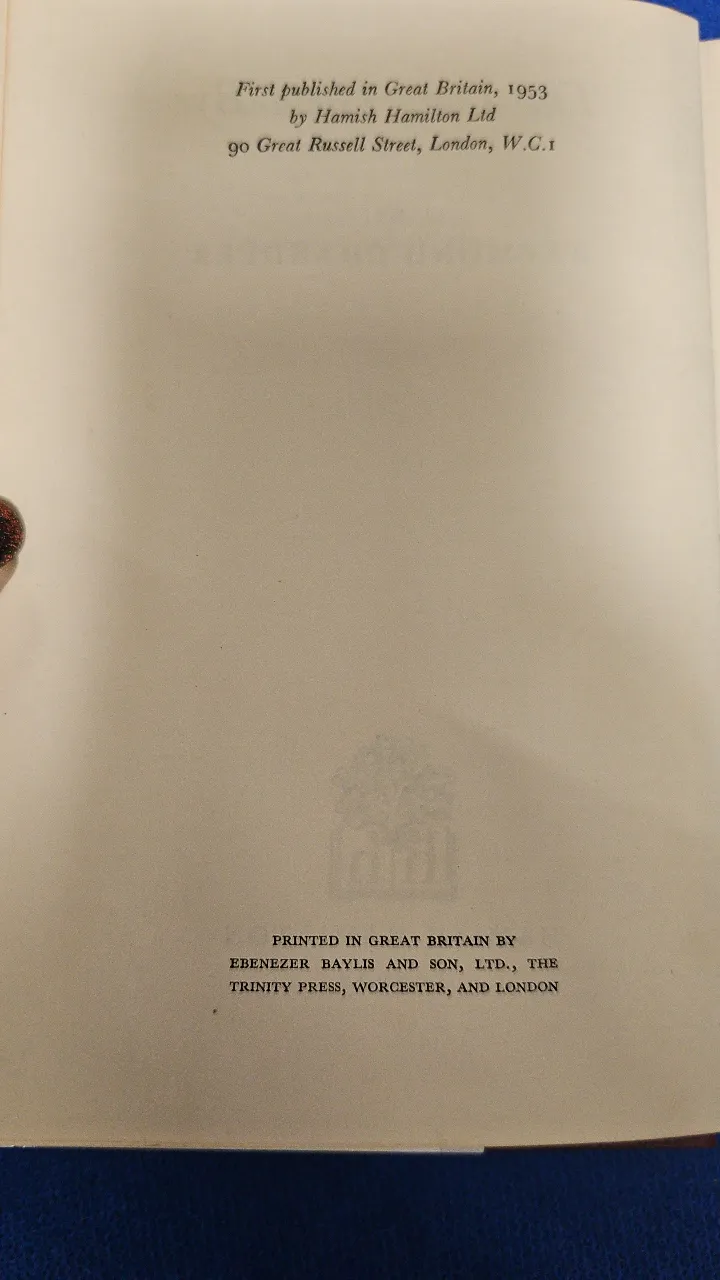 First published in Great Britain, 1953
by Hamish Hamilton Ltd
90 Great Russell Street, London, W.C.1
PRINTED IN GREAT BRITAIN BY
EBENEZER BAYLIS AND SON, LTD., THE
TRINITY PRESS, WORCESTER, AND LONDON